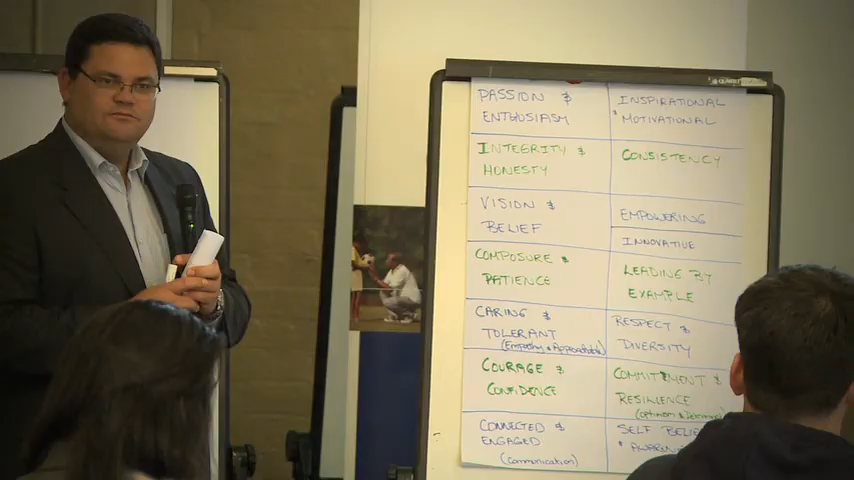 PASSION &
ENTHUSIASM
INSPIRATIONAL
& MOTIVATIONAL
INTEGRITY &
HONESTY
CONSISTENCY
VISION &
BELIEF
EMPOWERING
INNOVATIVE
COMPOSURE &
PATIENCE
LEADING BY
EXAMPLE
CARING &
TOLERANT
(Empathy & Approachable)
RESPECT &
DIVERSITY
COURAGE &
CONFIDENCE
COMMITMENT &
RESILIENCE
(optimism &
CONNECTED &
ENGAGED
(Communication)
SELF BELIEF